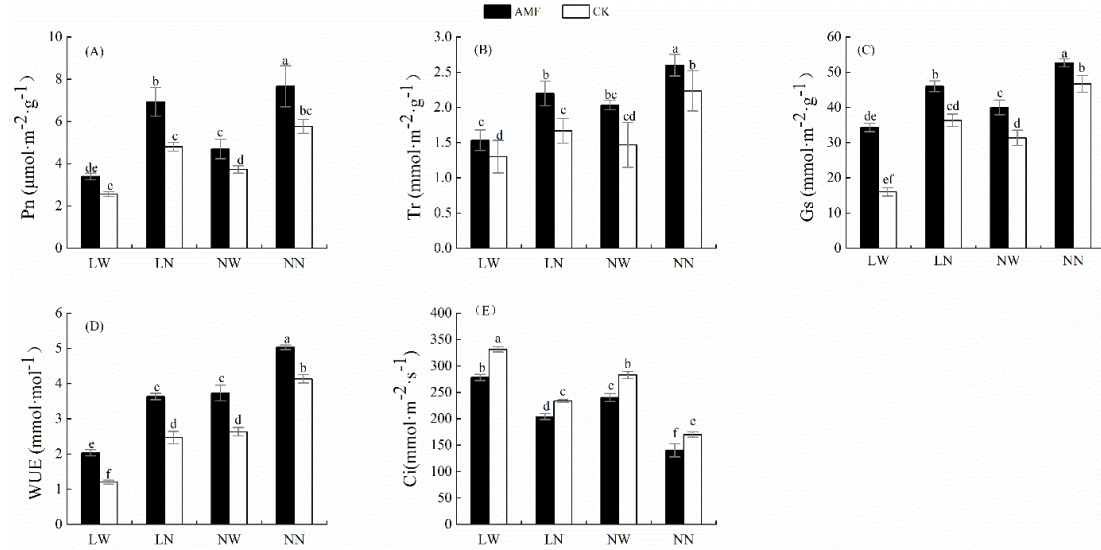 AMF CK
(A)
Pn (μmol·m⁻²·g⁻¹)
10
8
6
4
2
0
de e b c c d a bc
LW LN NW NN
(B)
Tr (mmol·m⁻²·g⁻¹)
3.0
2.5
2.0
1.5
1.0
0.5
0.0
c d b c bc cd a b
LW LN NW NN
(C)
Gs (mmol·m⁻²·g⁻¹)
60
50
40
30
20
10
0
de ef b cd c d a b
LW LN NW NN
(D)
WUE (mmol·mol⁻¹)
6
5
4
3
2
1
0
e f c d c d a b
LW LN NW NN
(E)
Ci(mmol·m⁻²·s⁻¹)
400
350
300
250
200
150
100
50
0
b a d c c b f e
LW LN NW NN